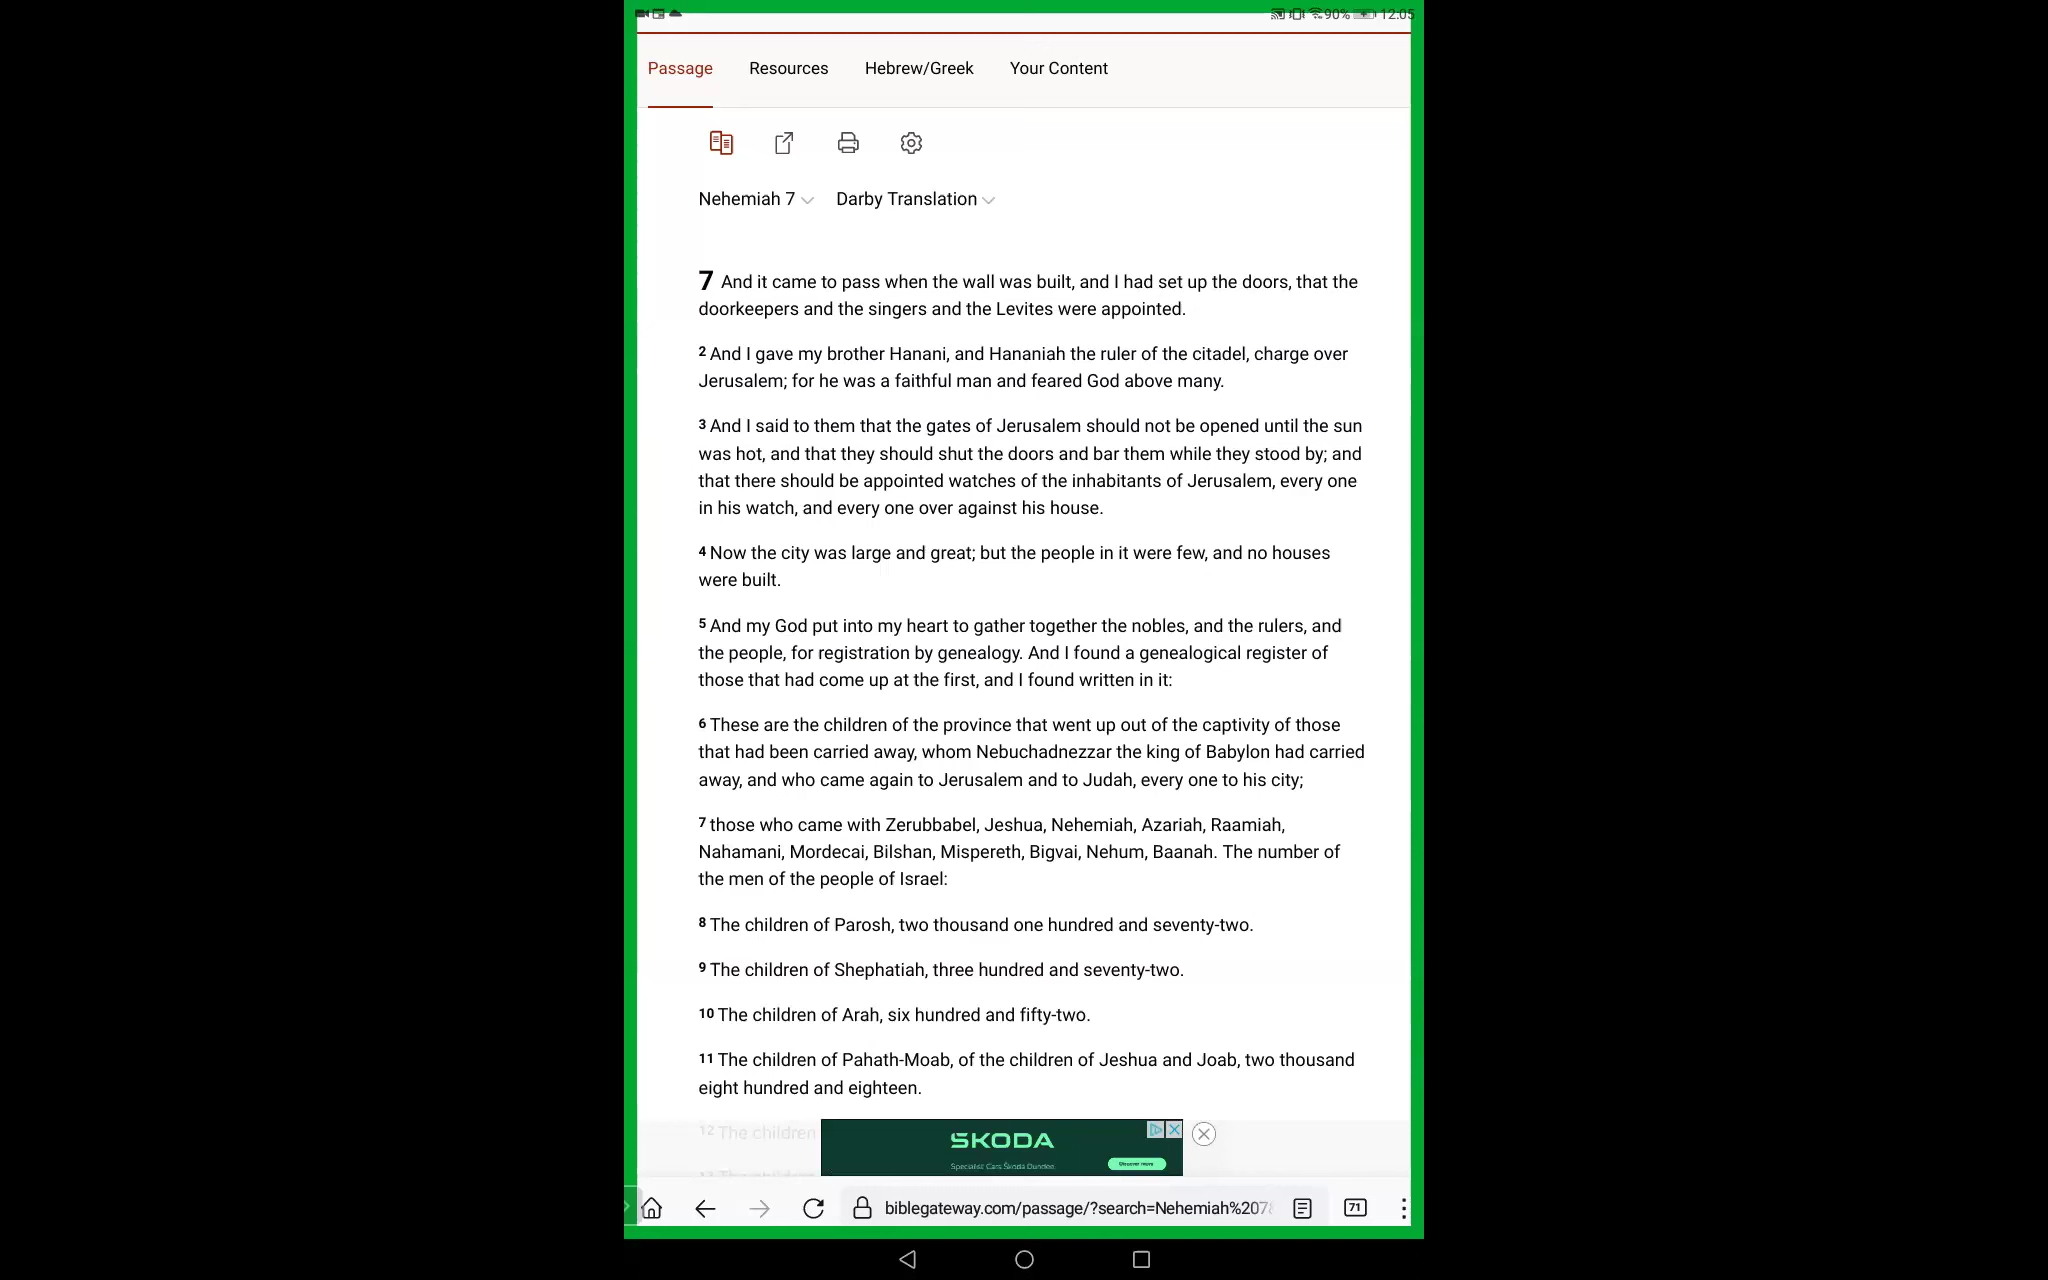 90% 12:05
Passage Resources Hebrew/Greek Your Content
Nehemiah 7 Darby Translation
7 And it came to pass when the wall was built, and I had set up the doors, that the
doorkeepers and the singers and the Levites were appointed.
2 And I gave my brother Hanani, and Hananiah the ruler of the citadel, charge over
Jerusalem; for he was a faithful man and feared God above many.
3 And I said to them that the gates of Jerusalem should not be opened until the sun
was hot, and that they should shut the doors and bar them while they stood by; and
that there should be appointed watches of the inhabitants of Jerusalem, every one
in his watch, and every one over against his house.
4 Now the city was large and great; but the people in it were few, and no houses
were built.
5 And my God put into my heart to gather together the nobles, and the rulers, and
the people, for registration by genealogy. And I found a genealogical register of
those that had come up at the first, and I found written in it:
6 These are the children of the province that went up out of the captivity of those
that had been carried away, whom Nebuchadnezzar the king of Babylon had carried
away, and who came again to Jerusalem and to Judah, every one to his city;
7 those who came with Zerubbabel, Jeshua, Nehemiah, Azariah, Raamiah,
Nahamani, Mordecai, Bilshan, Mispereth, Bigvai, Nehum, Baanah. The number of
the men of the people of Israel:
8 The children of Parosh, two thousand one hundred and seventy-two.
9 The children of Shephatiah, three hundred and seventy-two.
10 The children of Arah, six hundred and fifty-two.
11 The children of Pahath-Moab, of the children of Jeshua and Joab, two thousand
eight hundred and eighteen.
12 The children
ŠKODA
Specialist Cars Škoda Dundee
Discover more
biblegateway.com/passage/?search=Nehemiah%207 71